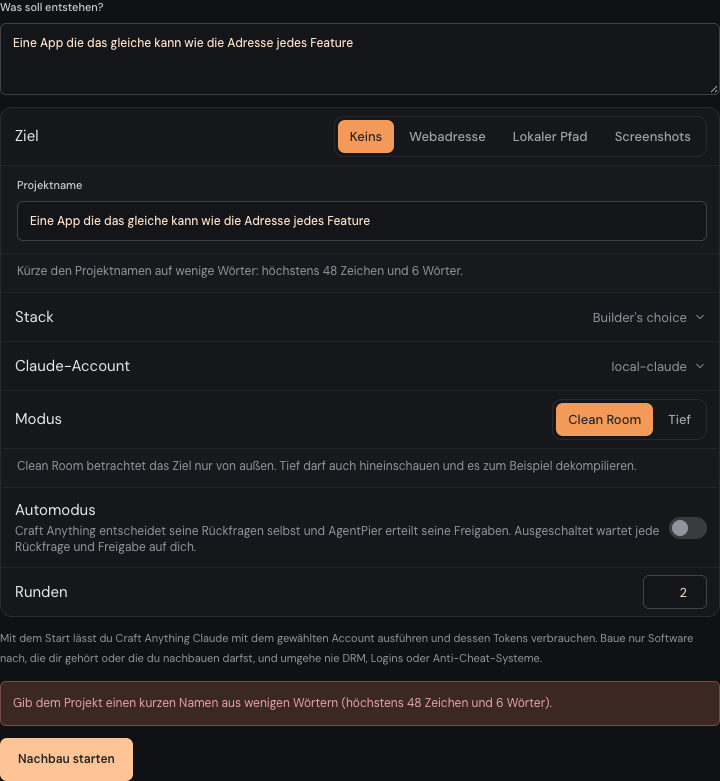 Was soll entstehen?
Eine App die das gleiche kann wie die Adresse jedes Feature
Ziel
Keins
Webadresse
Lokaler Pfad
Screenshots
Projektname
Eine App die das gleiche kann wie die Adresse jedes Feature
Kürze den Projektnamen auf wenige Wörter: höchstens 48 Zeichen und 6 Wörter.
Stack
Builder's choice
Claude-Account
local-claude
Modus
Clean Room
Tief
Clean Room betrachtet das Ziel nur von außen. Tief darf auch hineinschauen und es zum Beispiel dekompilieren.
Automodus
Craft Anything entscheidet seine Rückfragen selbst und AgentPier erteilt seine Freigaben. Ausgeschaltet wartet jede
Rückfrage und Freigabe auf dich.
Runden
2
Mit dem Start lässt du Craft Anything Claude mit dem gewählten Account ausführen und dessen Tokens verbrauchen. Baue nur Software
nach, die dir gehört oder die du nachbauen darfst, und umgehe nie DRM, Logins oder Anti-Cheat-Systeme.
Gib dem Projekt einen kurzen Namen aus wenigen Wörtern (höchstens 48 Zeichen und 6 Wörter).
Nachbau starten